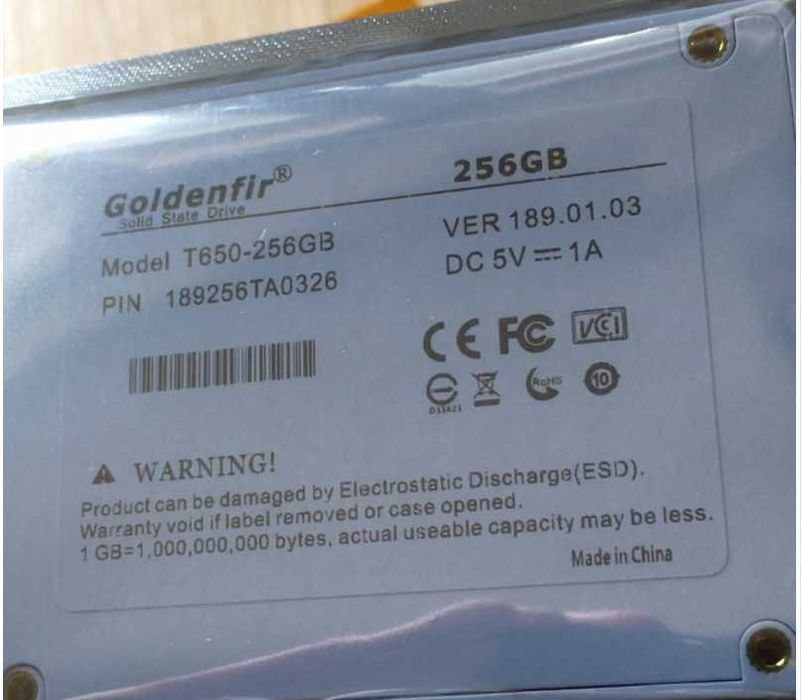 Goldenfir®
Solid State Drive
256GB
Model T650-256GB
VER 189.01.03
PIN 189256TA0326
DC 5V⎓1A
CE FC VCI
RoHS 10
WARNING!
Product can be damaged by Electrostatic Discharge(ESD).
Warranty void if label removed or case opened.
1 GB=1,000,000,000 bytes, actual useable capacity may be less.
Made in China